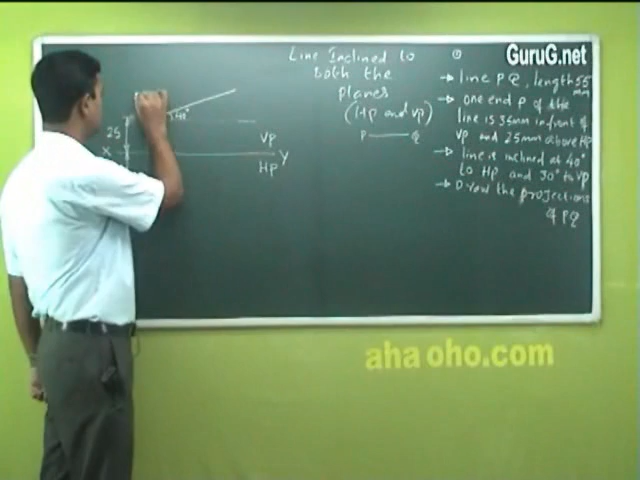 Line Inclined to
both the
planes
(HP and VP)
P Q
GuruG.net
→ line PQ, length 55
mm
→ one end P of the
line is 35mm infront of
VP and 25mm above HP
→ line is inclined at 40°
to HP and 30° to VP
→ Draw the projections
of PQ
40°
25
VP
X Y
HP
aha oho.com